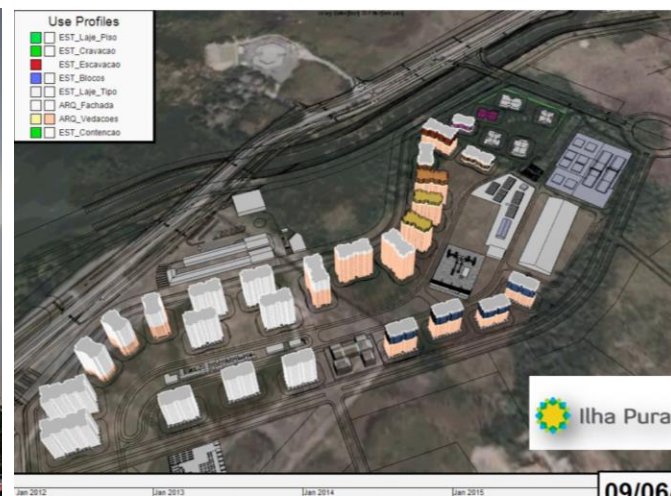 Use Profiles
EST_Laje_Piso
EST_Cravacao
EST_Escavacao
EST_Blocos
EST_Laje_Tipo
ARQ_Fachada
ARQ_Vedacoes
EST_Contencao
Ilha Pura
Jan 2012
Jan 2013
Jan 2014
Jan 2015
09/06